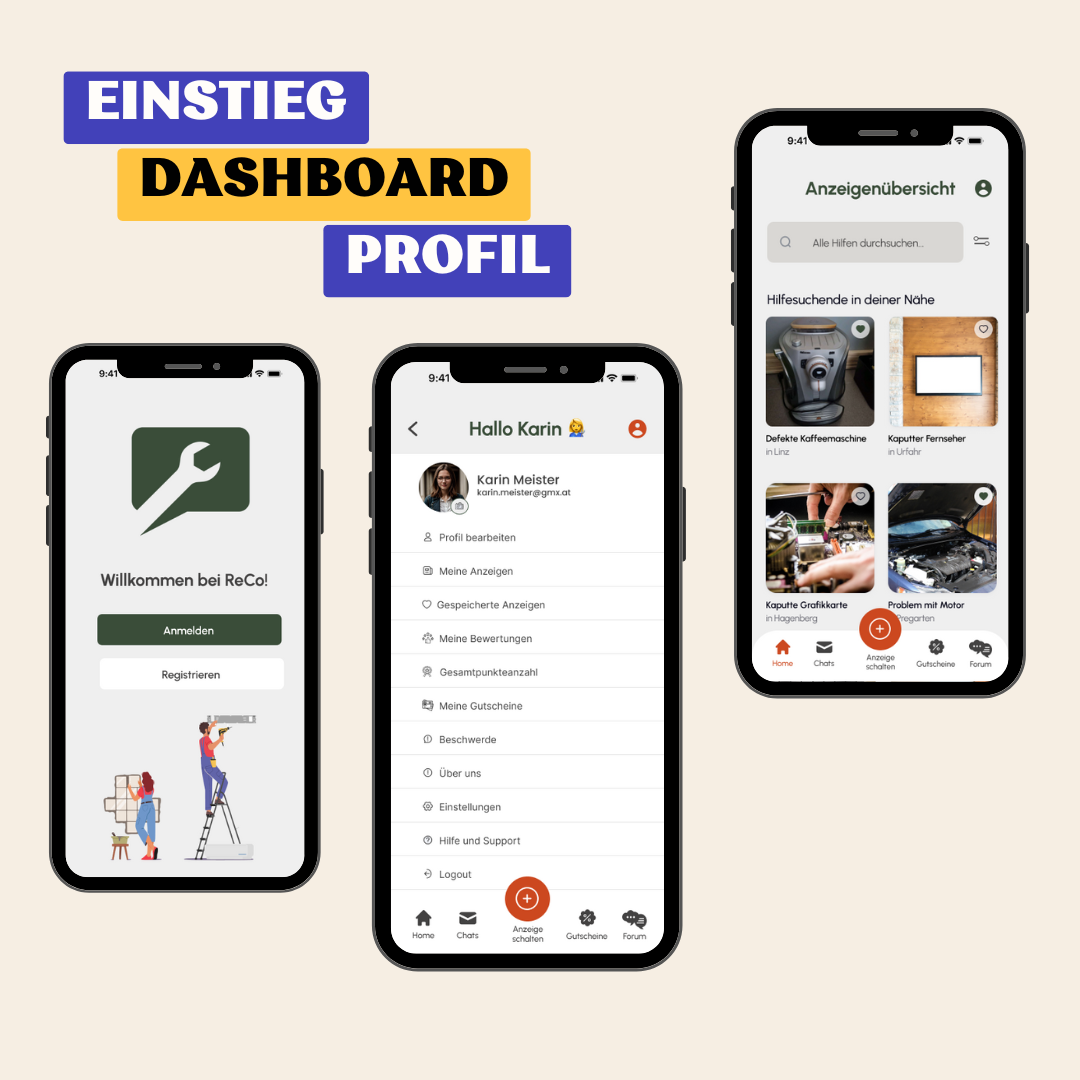 EINSTIEG
DASHBOARD
PROFIL
9:41
Willkommen bei ReCo!
Anmelden
Registrieren
9:41
Hallo Karin
Karin Meister
karin.meister@gmx.at
Profil bearbeiten
Meine Anzeigen
Gespeicherte Anzeigen
Meine Bewertungen
Gesamtpunkteanzahl
Meine Gutscheine
Beschwerde
Über uns
Einstellungen
Hilfe und Support
Logout
Home
Chats
Anzeige
schalten
Gutscheine
Forum
9:41
Anzeigenübersicht
Alle Hilfen durchsuchen...
Hilfesuchende in deiner Nähe
Defekte Kaffeemaschine
in Linz
Kaputter Fernseher
in Urfahr
Kaputte Grafikkarte
in Hagenberg
Problem mit Motor
Pregarten
Home
Chats
Anzeige
schalten
Gutscheine
Forum